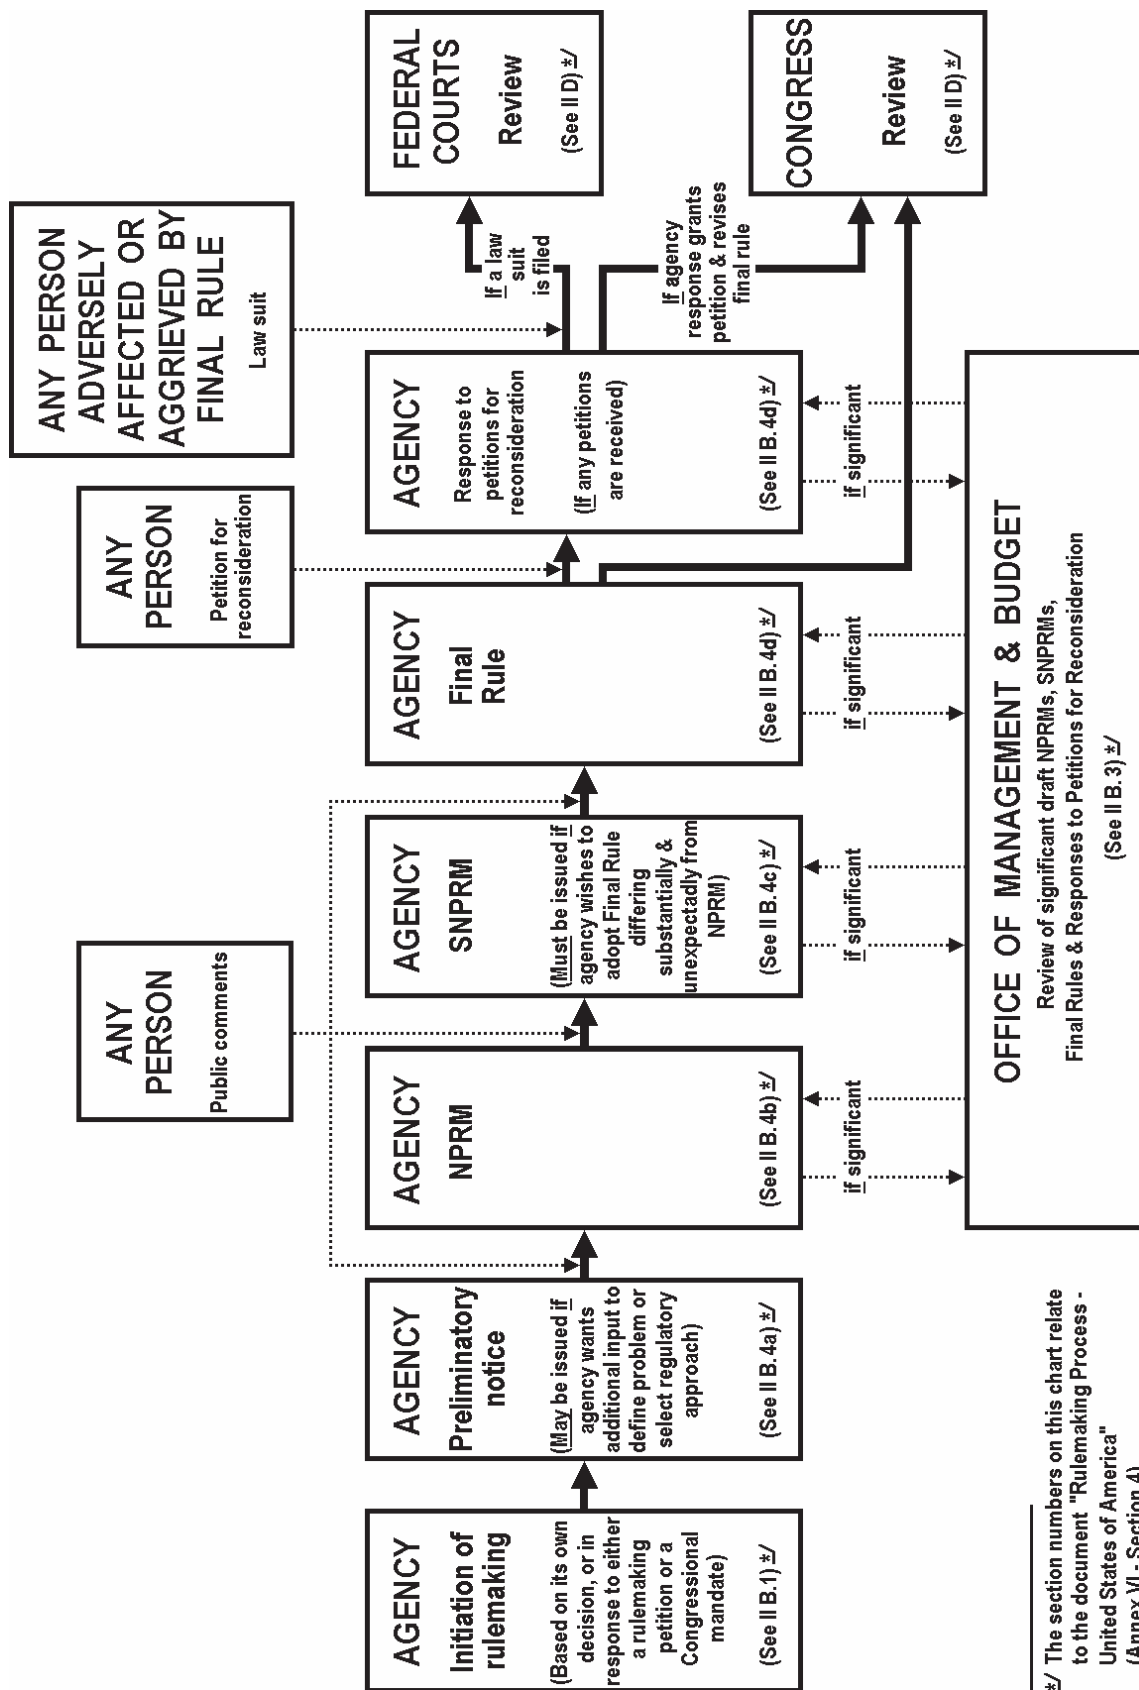 ANY PERSON
ADVERSELY
AFFECTED OR
AGGRIEVED BY
FINAL RULE
Law suit
ANY
PERSON
Petition for
reconsideration
ANY
PERSON
Public comments
AGENCY
Initiation of
rulemaking
(Based on its own
decision, or in
response to either
a rulemaking
petition or a
Congressional
mandate)
(See II B.1) */
AGENCY
Preliminatory
notice
(May be issued if
agency wants
additional input to
define problem or
select regulatory
approach)
(See II B.4a) */
AGENCY
NPRM
(See II B.4b) */
AGENCY
SNPRM
(Must be issued if
agency wishes to
adopt Final Rule
differing
substantially &
unexpectadly from
NPRM)
(See II B.4c) */
AGENCY
Final
Rule
(See II B.4d) */
AGENCY
Response to
petitions for
reconsideration
(If any petitions
are received)
(See II B.4d) */
If a law
suit
is filed
If agency
response grants
petition & revises
final rule
FEDERAL
COURTS
Review
(See II D) */
CONGRESS
Review
(See II D) */
if significant
if significant
if significant
if significant
OFFICE OF MANAGEMENT & BUDGET
Review of significant draft NPRMs, SNPRMs,
Final Rules & Responses to Petitions for Reconsideration
(See II B.3) */
*/ The section numbers on this chart relate
to the document "Rulemaking Process -
United States of America"
(Annex VI - Section 4)